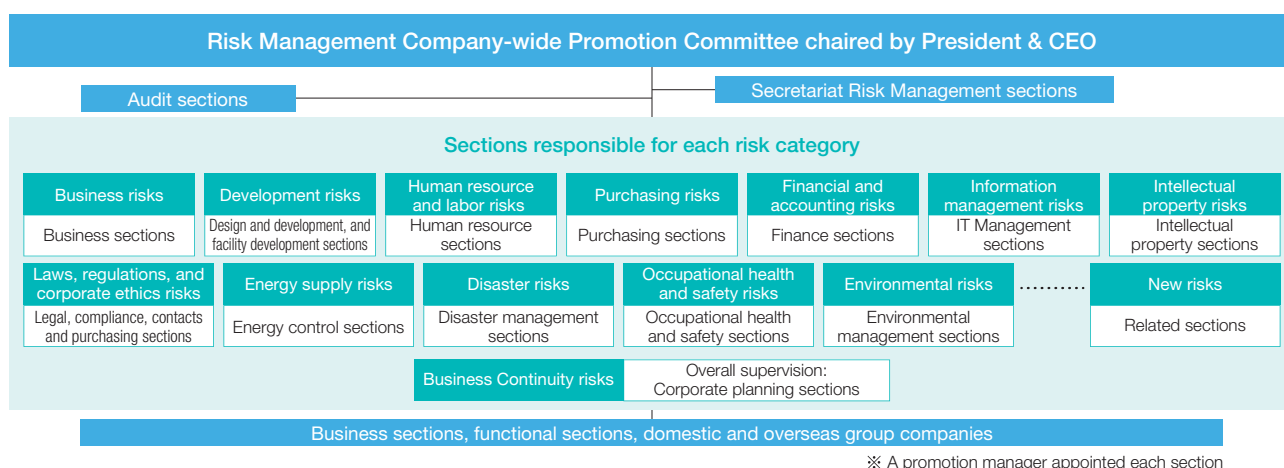 Risk Management Company-wide Promotion Committee chaired by President & CEO
Audit sections
Secretariat Risk Management sections
Sections responsible for each risk category
Business risks
Business sections
Development risks
Design and development, and
facility development sections
Human resource
and labor risks
Human resource
sections
Purchasing risks
Purchasing sections
Financial and
accounting risks
Finance sections
Information
management risks
IT Management
sections
Intellectual
property risks
Intellectual
property sections
Laws, regulations, and
corporate ethics risks
Legal, compliance, contacts
and purchasing sections
Energy supply risks
Energy control sections
Disaster risks
Disaster management
sections
Occupational health
and safety risks
Occupational health
and safety sections
Environmental risks
Environmental
management sections
..........
New risks
Related sections
Business Continuity risks
Overall supervision:
Corporate planning sections
Business sections, functional sections, domestic and overseas group companies
※ A promotion manager appointed each section